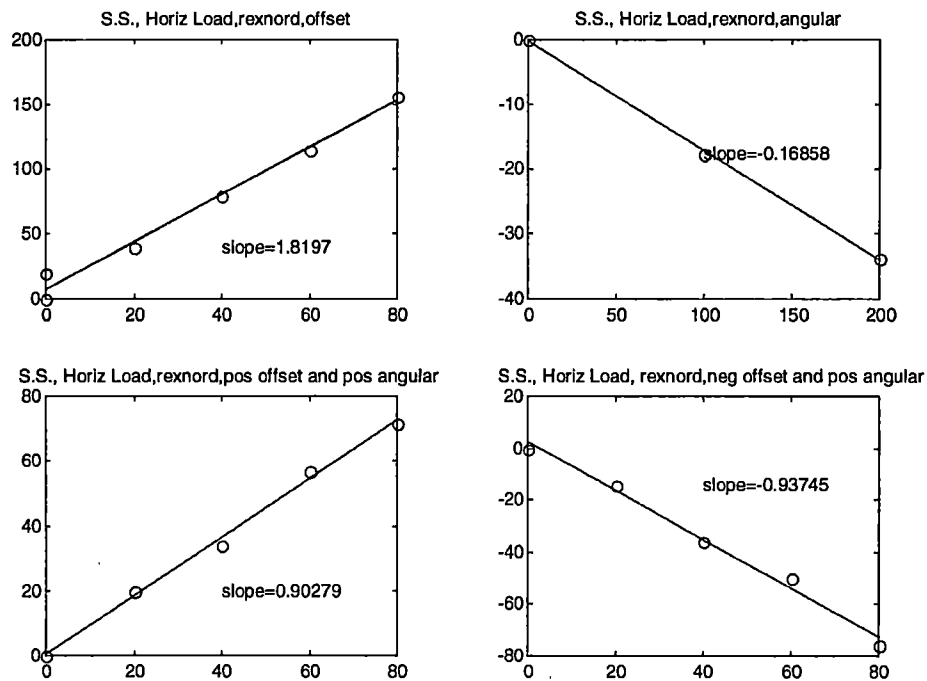 S.S., Horiz Load,rexnord,offset
200
150
100
50
0
slope=1.8197
0 20 40 60 80
S.S., Horiz Load,rexnord,angular
0
-10
-20
-30
-40
slope=-0.16858
0 50 100 150 200
S.S., Horiz Load,rexnord,pos offset and pos angular
80
60
40
20
0
slope=0.90279
0 20 40 60 80
S.S., Horiz Load, rexnord,neg offset and pos angular
20
0
-20
-40
-60
-80
slope=-0.93745
0 20 40 60 80